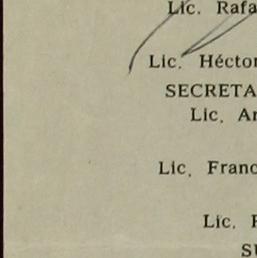 Lic. Rafa
Lic. Héctor
SECRETA
Lic. Ar
Lic. Franc
Lic.